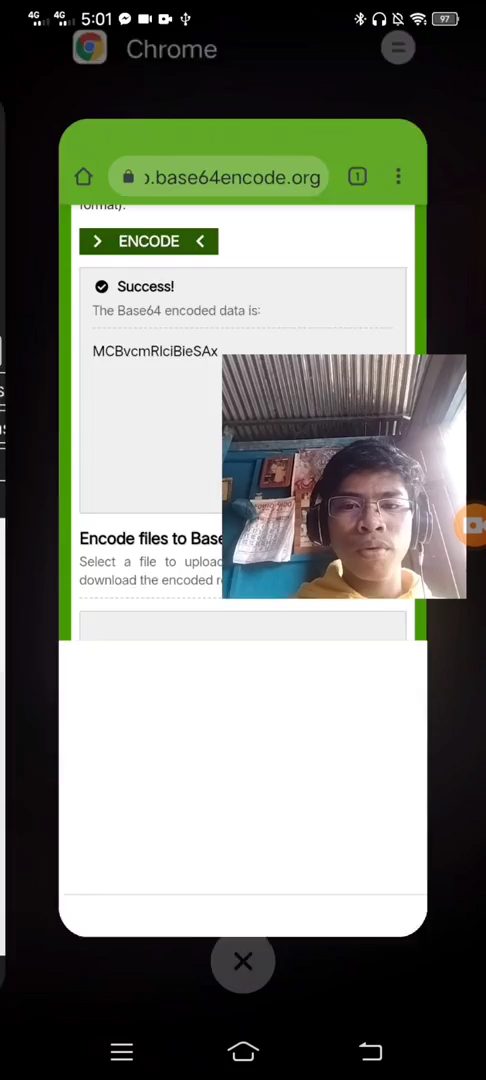 4G 4G 5:01 97
Chrome
o.base64encode.org 1
format).
> ENCODE <
Success!
The Base64 encoded data is:
MCBvcmRlciBieSAx
Encode files to Base
Select a file to upload
download the encoded